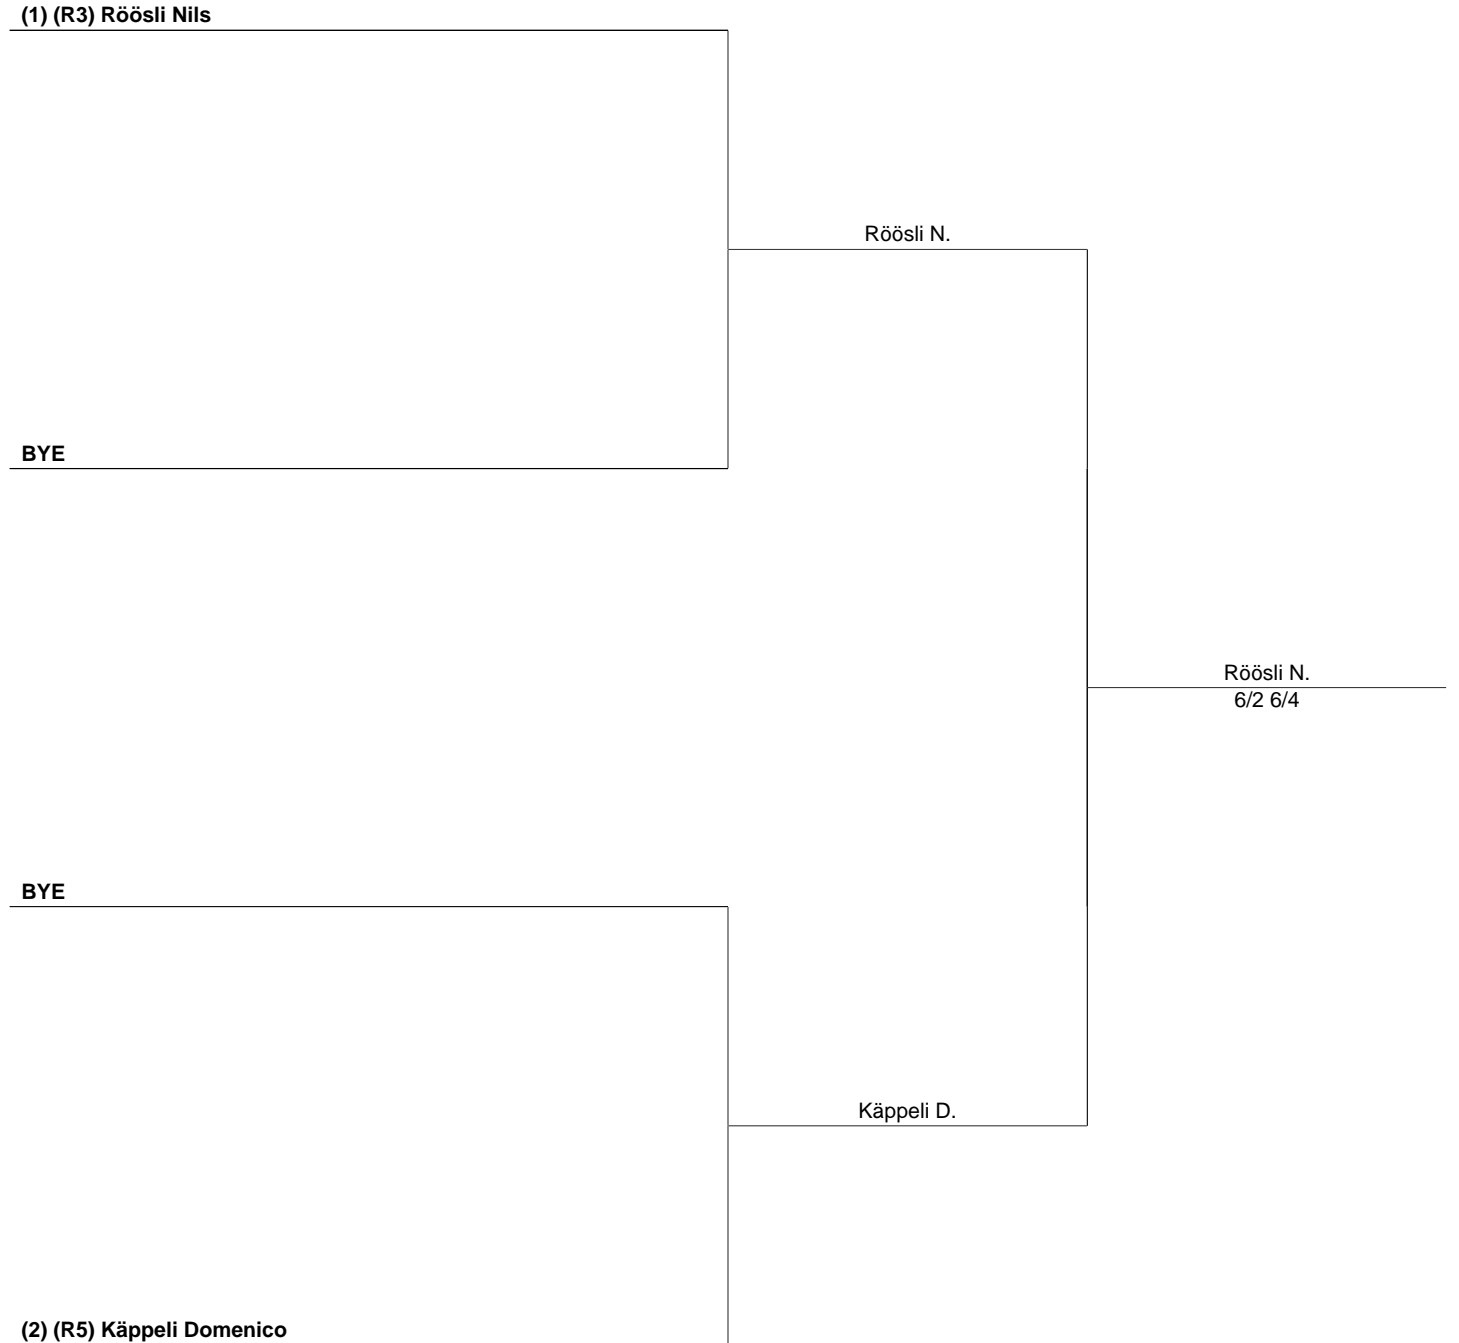 (1) (R3) Röösli Nils
Röösli N.
BYE
Röösli N.
6/2 6/4
BYE
Käppeli D.
(2) (R5) Käppeli Domenico